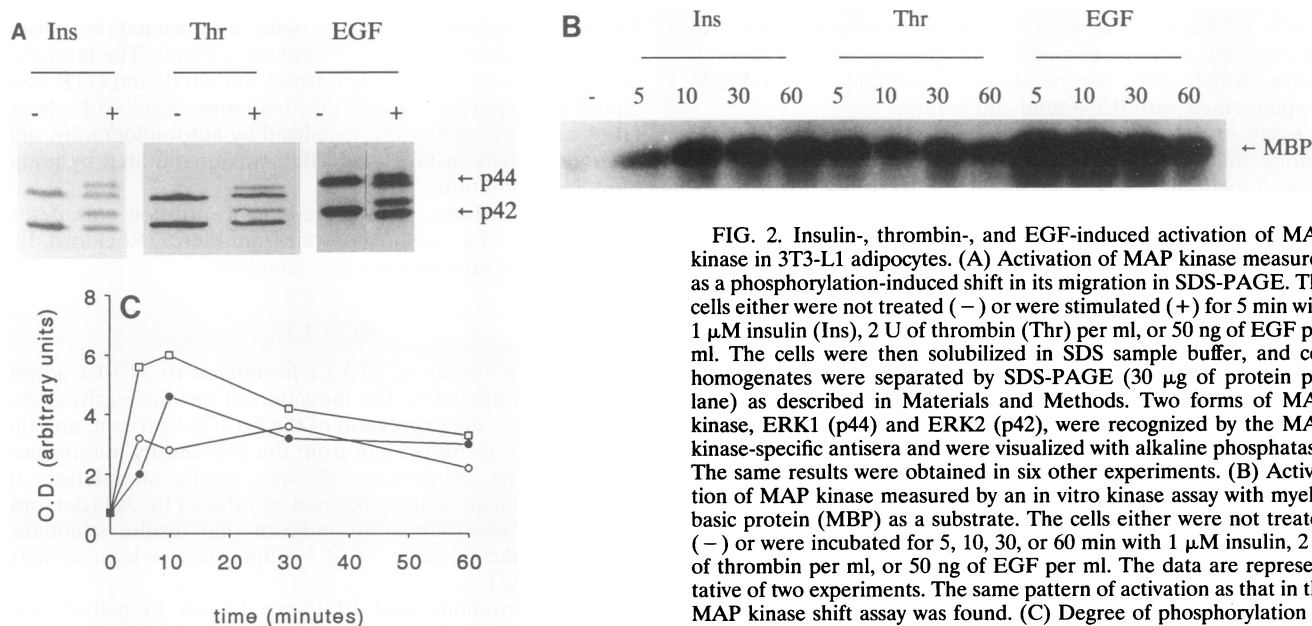 A Ins Thr EGF
- + - + - +
← p44
← p42
B Ins Thr EGF
- 5 10 30 60 5 10 30 60 5 10 30 60
← MBP
C
O.D. (arbitrary units)
8
6
4
2
0
0 10 20 30 40 50 60
time (minutes)
FIG. 2. Insulin-, thrombin-, and EGF-induced activation of MA
kinase in 3T3-L1 adipocytes. (A) Activation of MAP kinase measure
as a phosphorylation-induced shift in its migration in SDS-PAGE. Th
cells either were not treated (−) or were stimulated (+) for 5 min wi
1 μM insulin (Ins), 2 U of thrombin (Thr) per ml, or 50 ng of EGF p
ml. The cells were then solubilized in SDS sample buffer, and ce
homogenates were separated by SDS-PAGE (30 μg of protein p
lane) as described in Materials and Methods. Two forms of MA
kinase, ERK1 (p44) and ERK2 (p42), were recognized by the MA
kinase-specific antisera and were visualized with alkaline phosphatas
The same results were obtained in six other experiments. (B) Activ
tion of MAP kinase measured by an in vitro kinase assay with myel
basic protein (MBP) as a substrate. The cells either were not treate
(−) or were incubated for 5, 10, 30, or 60 min with 1 μM insulin, 2
of thrombin per ml, or 50 ng of EGF per ml. The data are represe
tative of two experiments. The same pattern of activation as that in th
MAP kinase shift assay was found. (C) Degree of phosphorylation